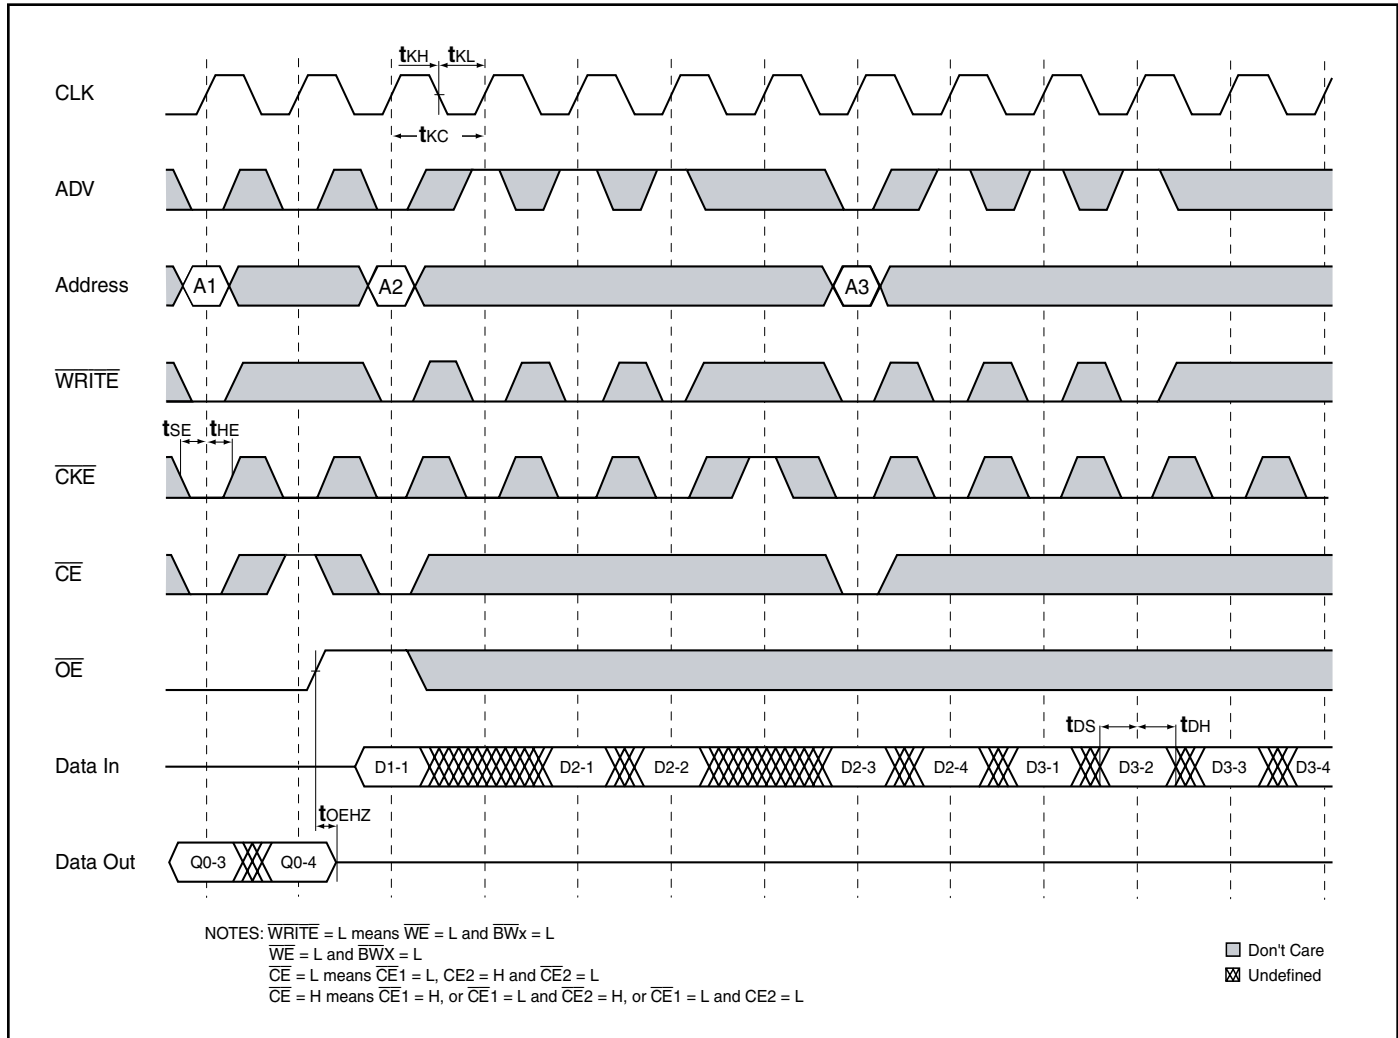 tKH tKL
CLK
tKC
ADV
Address A1 A2 A3
WRITE
tSE tHE
CKE
CE
OE
tDS tDH
Data In D1-1 D2-1 D2-2 D2-3 D2-4 D3-1 D3-2 D3-3 D3-4
tOEHZ
Data Out Q0-3 Q0-4
NOTES: WRITE = L means WE = L and BWx = L
WE = L and BWX = L
CE = L means CE1 = L, CE2 = H and CE2 = L
CE = H means CE1 = H, or CE1 = L and CE2 = H, or CE1 = L and CE2 = L
Don't Care
Undefined